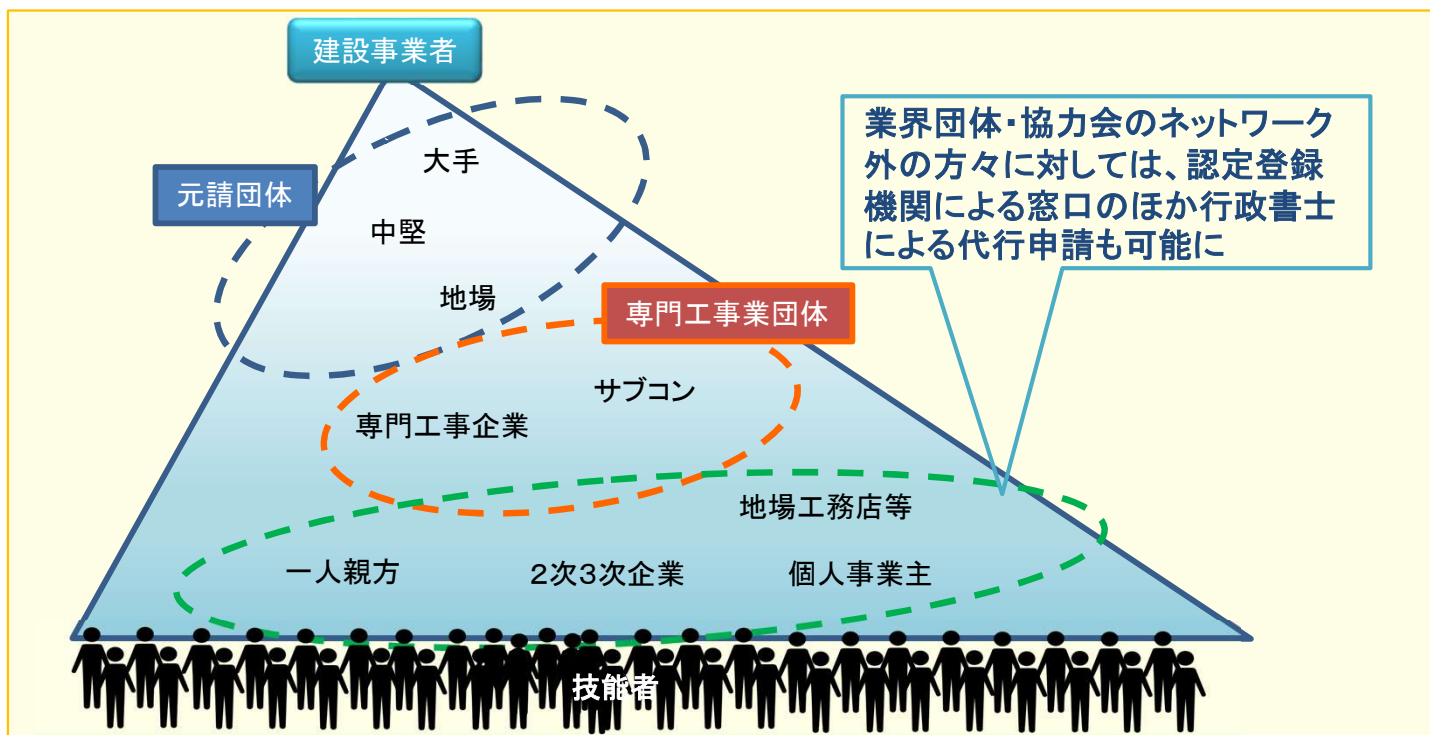 建設事業者
大手
元請団体
中堅
地場
業界団体・協力会のネットワーク
外の方々に対しては、認定登録
機関による窓口のほか行政書士
による代行申請も可能に
専門工事業団体
サブコン
専門工事企業
地場工務店等
一人親方
2次3次企業
個人事業主
技能者